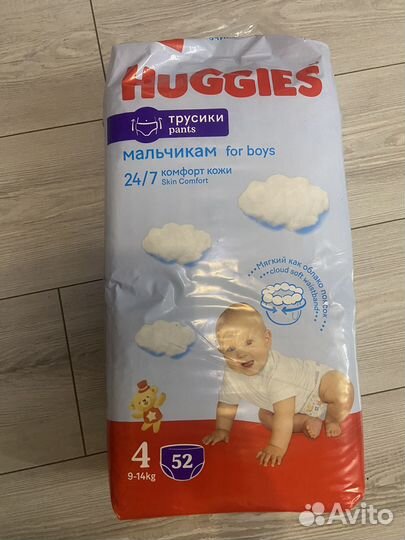 HUGGIES
трусики
pants
мальчикам for boys
24/7 комфорт кожи
Skin Comfort
Мягкий как облако поясок
cloud soft waistband
4
9-14kg
52
Avito